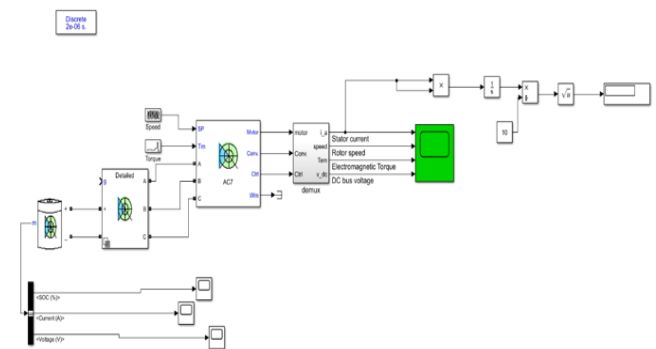 Discrete
2e-06 s.
Speed
Torque
SP
Tm
A
B
C
Motor
Conv
Ctrl
Wm
AC7
motor
Conv
Ctrl
i_a
speed
Tem
v_dc
demux
Stator current
Rotor speed
Electromagnetic Torque
DC bus voltage
×
1
s
×
÷
10
√u
Detailed
g
+
-
A
B
C
m
+
-
<SOC (%)>
<Current (A)>
<Voltage (V)>